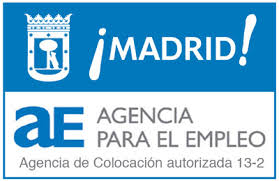 ¡MADRID!
aE AGENCIA
PARA EL EMPLEO
Agencia de Colocación autorizada 13-2